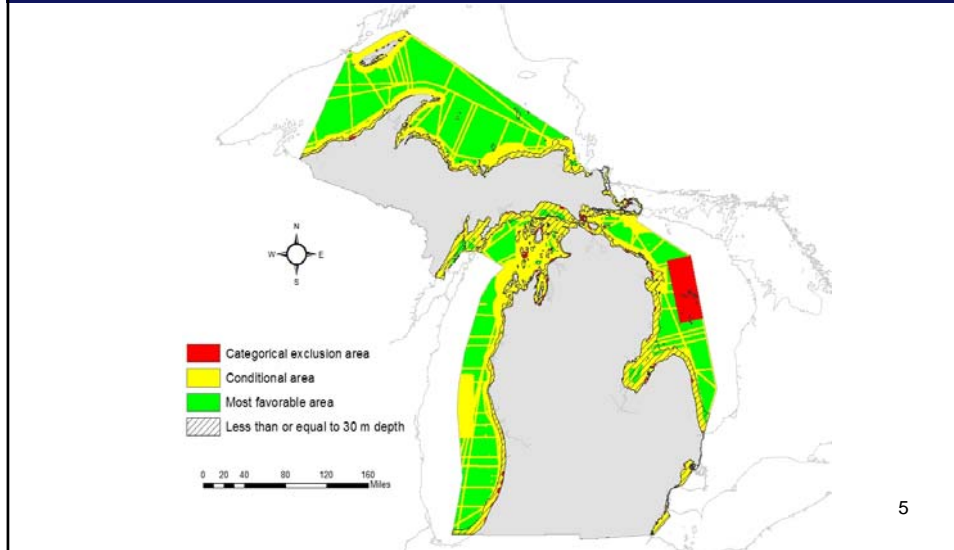 N
W E
S
Categorical exclusion area
Conditional area
Most favorable area
Less than or equal to 30 m depth
0 20 40 80 120 160
Miles
5